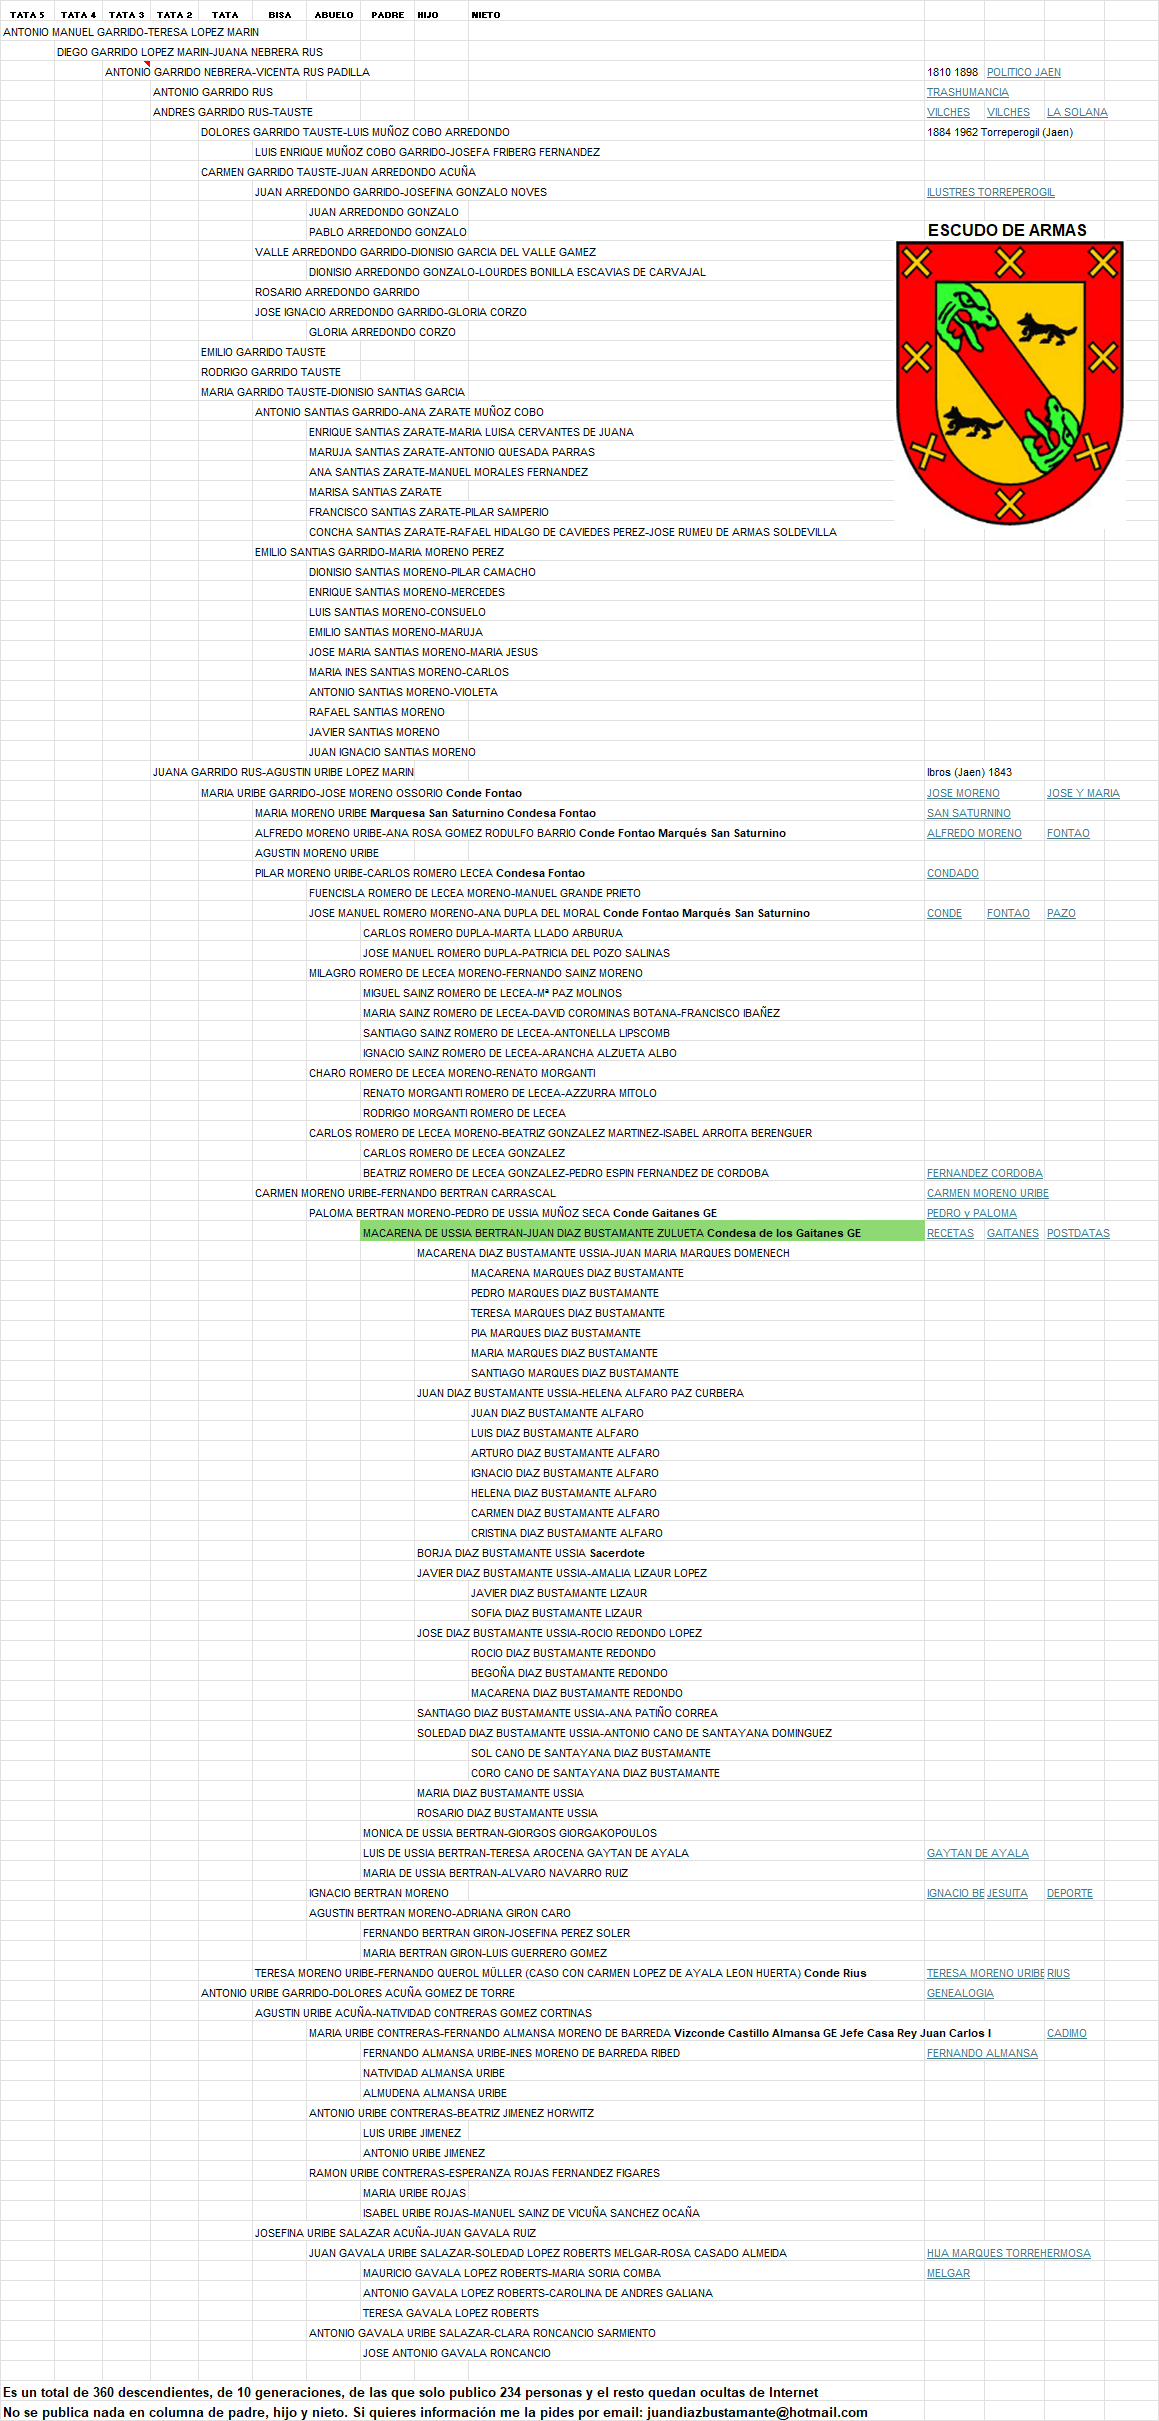 TATA 5 TATA 4 TATA 3 TATA 2 TATA BISA ABUELO PADRE HIJO NIETO
ANTONIO MANUEL GARRIDO-TERESA LOPEZ MARIN
DIEGO GARRIDO LOPEZ MARIN-JUANA NEBRERA RUS
ANTONIO GARRIDO NEBRERA-VICENTA RUS PADILLA 1810 1898 POLITICO JAEN
ANTONIO GARRIDO RUS TRASHUMANCIA
ANDRES GARRIDO RUS-TAUSTE VILCHES VILCHES LA SOLANA
DOLORES GARRIDO TAUSTE-LUIS MUÑOZ COBO ARREDONDO 1884 1962 Torreperogil (Jaen)
LUIS ENRIQUE MUÑOZ COBO GARRIDO-JOSEFA FRIBERG FERNANDEZ
CARMEN GARRIDO TAUSTE-JUAN ARREDONDO ACUÑA
JUAN ARREDONDO GARRIDO-JOSEFINA GONZALO NOVES ILUSTRES TORREPEROGIL
JUAN ARREDONDO GONZALO
PABLO ARREDONDO GONZALO ESCUDO DE ARMAS
VALLE ARREDONDO GARRIDO-DIONISIO GARCIA DEL VALLE GAMEZ
DIONISIO ARREDONDO GONZALO-LOURDES BONILLA ESCAVIAS DE CARVAJAL
ROSARIO ARREDONDO GARRIDO
JOSE IGNACIO ARREDONDO GARRIDO-GLORIA CORZO
GLORIA ARREDONDO CORZO
EMILIO GARRIDO TAUSTE
RODRIGO GARRIDO TAUSTE
MARIA GARRIDO TAUSTE-DIONISIO SANTIAS GARCIA
ANTONIO SANTIAS GARRIDO-ANA ZARATE MUÑOZ COBO
ENRIQUE SANTIAS ZARATE-MARIA LUISA CERVANTES DE JUANA
MARUJA SANTIAS ZARATE-ANTONIO QUESADA PARRAS
ANA SANTIAS ZARATE-MANUEL MORALES FERNANDEZ
MARISA SANTIAS ZARATE
FRANCISCO SANTIAS ZARATE-PILAR SAMPERIO
CONCHA SANTIAS ZARATE-RAFAEL HIDALGO DE CAVIEDES PEREZ-JOSE RUMEU DE ARMAS SOLDEVILLA
EMILIO SANTIAS GARRIDO-MARIA MORENO PEREZ
DIONISIO SANTIAS MORENO-PILAR CAMACHO
ENRIQUE SANTIAS MORENO-MERCEDES
LUIS SANTIAS MORENO-CONSUELO
EMILIO SANTIAS MORENO-MARUJA
JOSE MARIA SANTIAS MORENO-MARIA JESUS
MARIA INES SANTIAS MORENO-CARLOS
ANTONIO SANTIAS MORENO-VIOLETA
RAFAEL SANTIAS MORENO
JAVIER SANTIAS MORENO
JUAN IGNACIO SANTIAS MORENO
JUANA GARRIDO RUS-AGUSTIN URIBE LOPEZ MARIN Ibros (Jaen) 1843
MARIA URIBE GARRIDO-JOSE MORENO OSSORIO Conde Fontao JOSE MORENO JOSE Y MARIA
MARIA MORENO URIBE Marquesa San Saturnino Condesa Fontao SAN SATURNINO
ALFREDO MORENO URIBE-ANA ROSA GOMEZ RODULFO BARRIO Conde Fontao Marqués San Saturnino ALFREDO MORENO FONTAO
AGUSTIN MORENO URIBE
PILAR MORENO URIBE-CARLOS ROMERO LECEA Condesa Fontao CONDADO
FUENCISLA ROMERO DE LECEA MORENO-MANUEL GRANDE PRIETO
JOSE MANUEL ROMERO MORENO-ANA DUPLA DEL MORAL Conde Fontao Marqués San Saturnino CONDE FONTAO PAZO
CARLOS ROMERO DUPLA-MARTA LLADO ARBURUA
JOSE MANUEL ROMERO DUPLA-PATRICIA DEL POZO SALINAS
MILAGRO ROMERO DE LECEA MORENO-FERNANDO SAINZ MORENO
MIGUEL SAINZ ROMERO DE LECEA-Mª PAZ MOLINOS
MARIA SAINZ ROMERO DE LECEA-DAVID COROMINAS BOTANA-FRANCISCO IBAÑEZ
SANTIAGO SAINZ ROMERO DE LECEA-ANTONELLA LIPSCOMB
IGNACIO SAINZ ROMERO DE LECEA-ARANCHA ALZUETA ALBO
CHARO ROMERO DE LECEA MORENO-RENATO MORGANTI
RENATO MORGANTI ROMERO DE LECEA-AZZURRA MITOLO
RODRIGO MORGANTI ROMERO DE LECEA
CARLOS ROMERO DE LECEA MORENO-BEATRIZ GONZALEZ MARTINEZ-ISABEL ARROITA BERENGUER
CARLOS ROMERO DE LECEA GONZALEZ
BEATRIZ ROMERO DE LECEA GONZALEZ-PEDRO ESPIN FERNANDEZ DE CORDOBA FERNANDEZ CORDOBA
CARMEN MORENO URIBE-FERNANDO BERTRAN CARRASCAL CARMEN MORENO URIBE
PALOMA BERTRAN MORENO-PEDRO DE USSIA MUÑOZ SECA Conde Gaitanes GE PEDRO y PALOMA
MACARENA DE USSIA BERTRAN-JUAN DIAZ BUSTAMANTE ZULUETA Condesa de los Gaitanes GE RECETAS GAITANES POSTDATAS
MACARENA DIAZ BUSTAMANTE USSIA-JUAN MARIA MARQUES DOMENECH
MACARENA MARQUES DIAZ BUSTAMANTE
PEDRO MARQUES DIAZ BUSTAMANTE
TERESA MARQUES DIAZ BUSTAMANTE
PIA MARQUES DIAZ BUSTAMANTE
MARIA MARQUES DIAZ BUSTAMANTE
SANTIAGO MARQUES DIAZ BUSTAMANTE
JUAN DIAZ BUSTAMANTE USSIA-HELENA ALFARO PAZ CURBERA
JUAN DIAZ BUSTAMANTE ALFARO
LUIS DIAZ BUSTAMANTE ALFARO
ARTURO DIAZ BUSTAMANTE ALFARO
IGNACIO DIAZ BUSTAMANTE ALFARO
HELENA DIAZ BUSTAMANTE ALFARO
CARMEN DIAZ BUSTAMANTE ALFARO
CRISTINA DIAZ BUSTAMANTE ALFARO
BORJA DIAZ BUSTAMANTE USSIA Sacerdote
JAVIER DIAZ BUSTAMANTE USSIA-AMALIA LIZAUR LOPEZ
JAVIER DIAZ BUSTAMANTE LIZAUR
SOFIA DIAZ BUSTAMANTE LIZAUR
JOSE DIAZ BUSTAMANTE USSIA-ROCIO REDONDO LOPEZ
ROCIO DIAZ BUSTAMANTE REDONDO
BEGOÑA DIAZ BUSTAMANTE REDONDO
MACARENA DIAZ BUSTAMANTE REDONDO
SANTIAGO DIAZ BUSTAMANTE USSIA-ANA PATIÑO CORREA
SOLEDAD DIAZ BUSTAMANTE USSIA-ANTONIO CANO DE SANTAYANA DOMINGUEZ
SOL CANO DE SANTAYANA DIAZ BUSTAMANTE
CORO CANO DE SANTAYANA DIAZ BUSTAMANTE
MARIA DIAZ BUSTAMANTE USSIA
ROSARIO DIAZ BUSTAMANTE USSIA
MONICA DE USSIA BERTRAN-GIORGOS GIORGAKOPOULOS
LUIS DE USSIA BERTRAN-TERESA AROCENA GAYTAN DE AYALA GAYTAN DE AYALA
MARIA DE USSIA BERTRAN-ALVARO NAVARRO RUIZ
IGNACIO BERTRAN MORENO IGNACIO BE JESUITA DEPORTE
AGUSTIN BERTRAN MORENO-ADRIANA GIRON CARO
FERNANDO BERTRAN GIRON-JOSEFINA PEREZ SOLER
MARIA BERTRAN GIRON-LUIS GUERRERO GOMEZ
TERESA MORENO URIBE-FERNANDO QUEROL MÜLLER (CASO CON CARMEN LOPEZ DE AYALA LEON HUERTA) Conde Rius TERESA MORENO URIBE RIUS
ANTONIO URIBE GARRIDO-DOLORES ACUÑA GOMEZ DE TORRE GENEALOGIA
AGUSTIN URIBE ACUÑA-NATIVIDAD CONTRERAS GOMEZ CORTINAS
MARIA URIBE CONTRERAS-FERNANDO ALMANSA MORENO DE BARREDA Vizconde Castillo Almansa GE Jefe Casa Rey Juan Carlos I CADIMO
FERNANDO ALMANSA URIBE-INES MORENO DE BARREDA RIBED FERNANDO ALMANSA
NATIVIDAD ALMANSA URIBE
ALMUDENA ALMANSA URIBE
ANTONIO URIBE CONTRERAS-BEATRIZ JIMENEZ HORWITZ
LUIS URIBE JIMENEZ
ANTONIO URIBE JIMENEZ
RAMON URIBE CONTRERAS-ESPERANZA ROJAS FERNANDEZ FIGARES
MARIA URIBE ROJAS
ISABEL URIBE ROJAS-MANUEL SAINZ DE VICUÑA SANCHEZ OCAÑA
JOSEFINA URIBE SALAZAR ACUÑA-JUAN GAVALA RUIZ
JUAN GAVALA URIBE SALAZAR-SOLEDAD LOPEZ ROBERTS MELGAR-ROSA CASADO ALMEIDA HIJA MARQUES TORREHERMOSA
MAURICIO GAVALA LOPEZ ROBERTS-MARIA SORIA COMBA MELGAR
ANTONIO GAVALA LOPEZ ROBERTS-CAROLINA DE ANDRES GALIANA
TERESA GAVALA LOPEZ ROBERTS
ANTONIO GAVALA URIBE SALAZAR-CLARA RONCANCIO SARMIENTO
JOSE ANTONIO GAVALA RONCANCIO
Es un total de 360 descendientes, de 10 generaciones, de las que solo publico 234 personas y el resto quedan ocultas de Internet
No se publica nada en columna de padre, hijo y nieto. Si quieres información me la pides por email: juandiazbustamante@hotmail.com